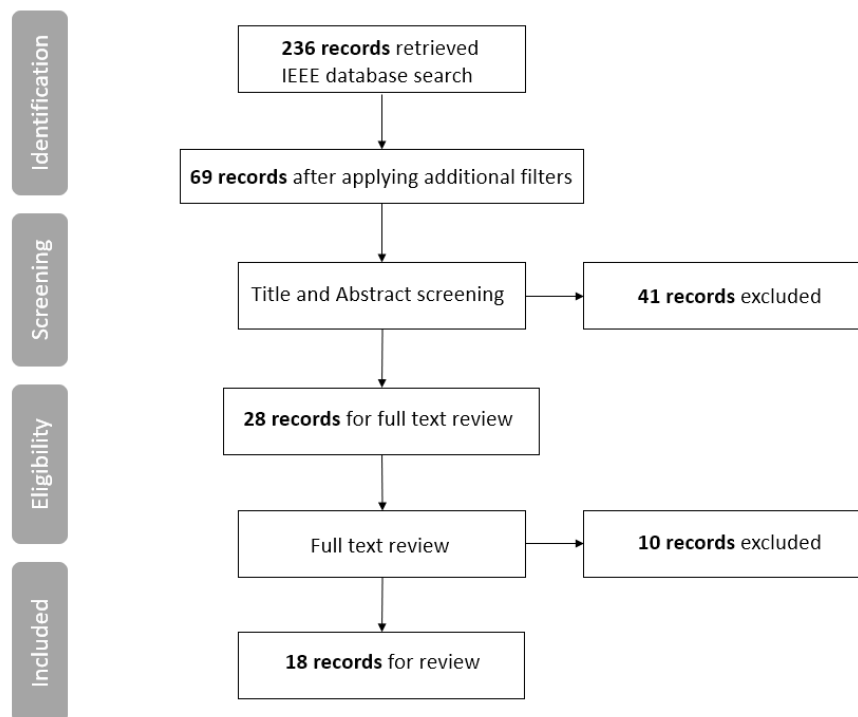 Identification
236 records retrieved
IEEE database search
69 records after applying additional filters
Screening
Title and Abstract screening
41 records excluded
Eligibility
28 records for full text review
Full text review
10 records excluded
Included
18 records for review